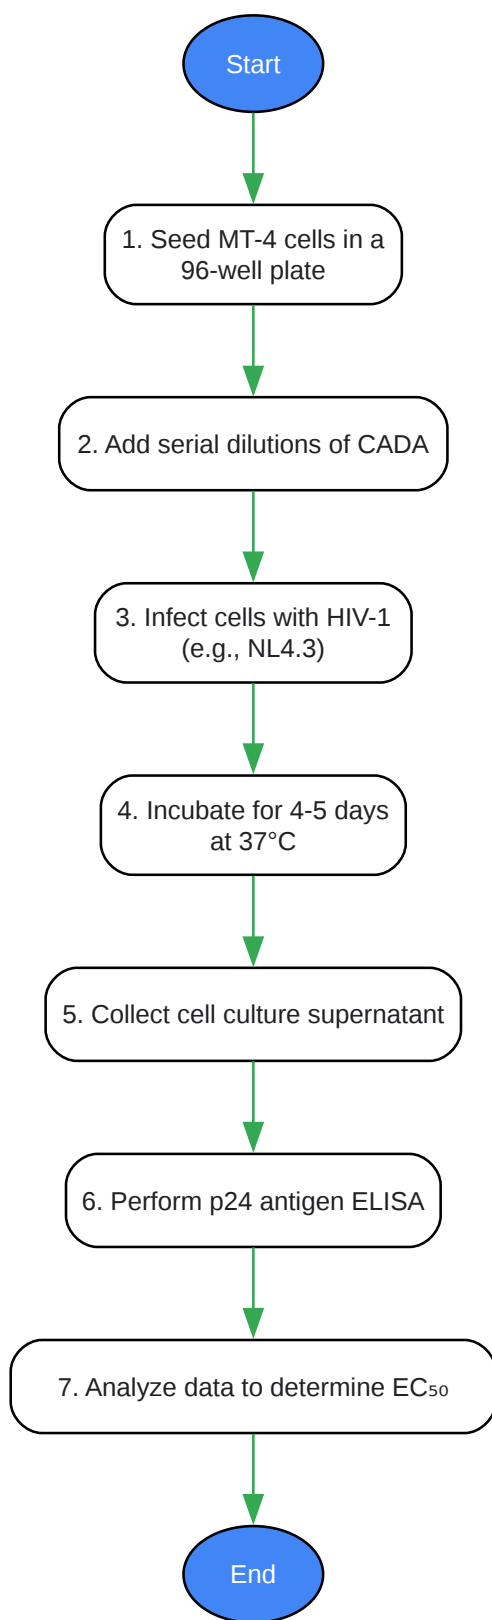 Start
1. Seed MT-4 cells in a
96-well plate
2. Add serial dilutions of CADA
3. Infect cells with HIV-1
(e.g., NL4.3)
4. Incubate for 4-5 days
at 37°C
5. Collect cell culture supernatant
6. Perform p24 antigen ELISA
7. Analyze data to determine EC₅₀
End